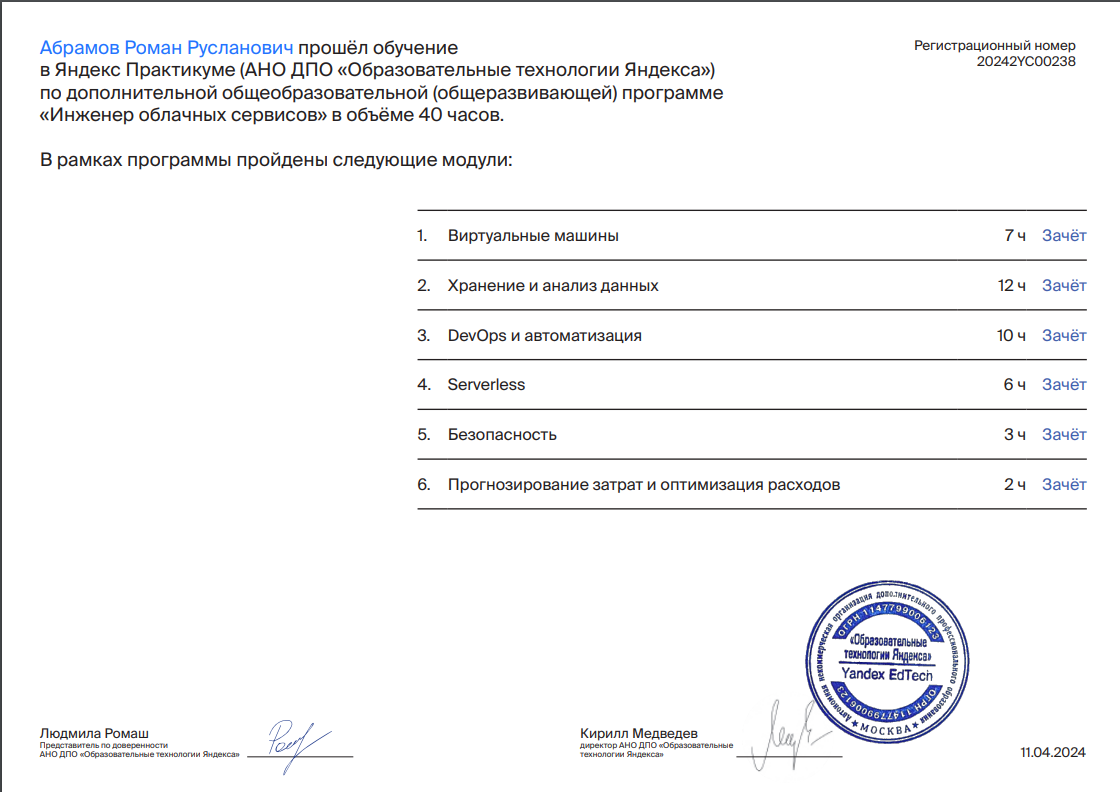 Абрамов Роман Русланович прошёл обучение
в Яндекс Практикуме (АНО ДПО «Образовательные технологии Яндекса»)
по дополнительной общеобразовательной (общеразвивающей) программе
«Инженер облачных сервисов» в объёме 40 часов.
Регистрационный номер
20242YC00238
В рамках программы пройдены следующие модули:
1. Виртуальные машины 7 ч Зачёт
2. Хранение и анализ данных 12 ч Зачёт
3. DevOps и автоматизация 10 ч Зачёт
4. Serverless 6 ч Зачёт
5. Безопасность 3 ч Зачёт
6. Прогнозирование затрат и оптимизация расходов 2 ч Зачёт
Автономная некоммерческая организация дополнительного профессионального образования
ОГРН 1147799006123
«Образовательные
технологии Яндекса»
Yandex EdTech
ОГРН 1147799006123
★ МОСКВА ★
Людмила Ромаш
Представитель по доверенности
АНО ДПО «Образовательные технологии Яндекса»
Кирилл Медведев
директор АНО ДПО «Образовательные
технологии Яндекса»
11.04.2024